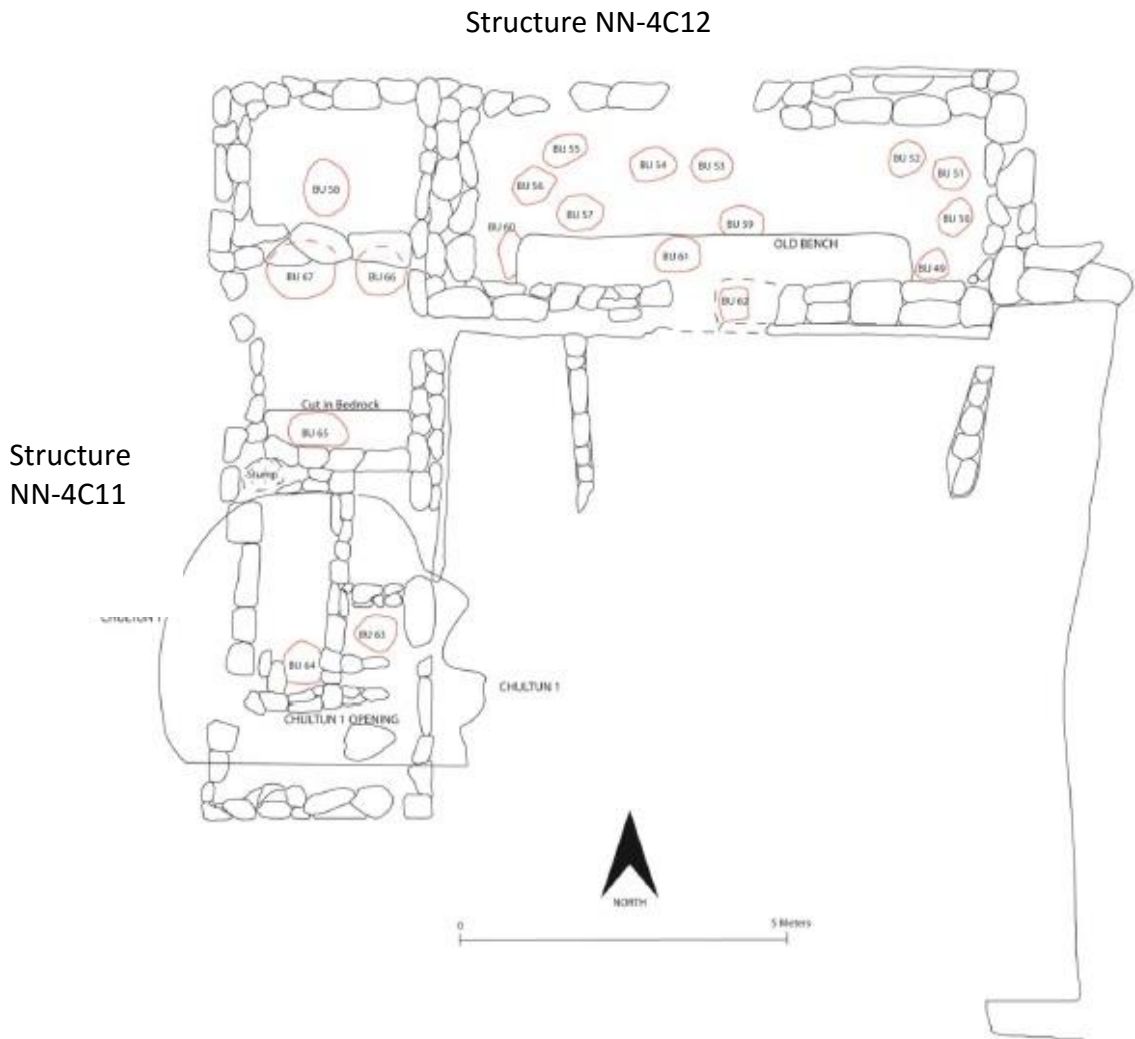 Structure NN-4C12
BU 55
BU 54
BU 53
BU 52
BU 51
BU 56
BU 58
BU 57
BU 50
BU 60
BU 59
OLD BENCH
BU 61
BU 49
BU 67
BU 66
BU 62
Cut in Bedrock
BU 65
Structure
NN-4C11
Stump
CHULTUN 1
BU 63
BU 64
CHULTUN 1
CHULTUN 1 OPENING
NORTH
0
5 Meters